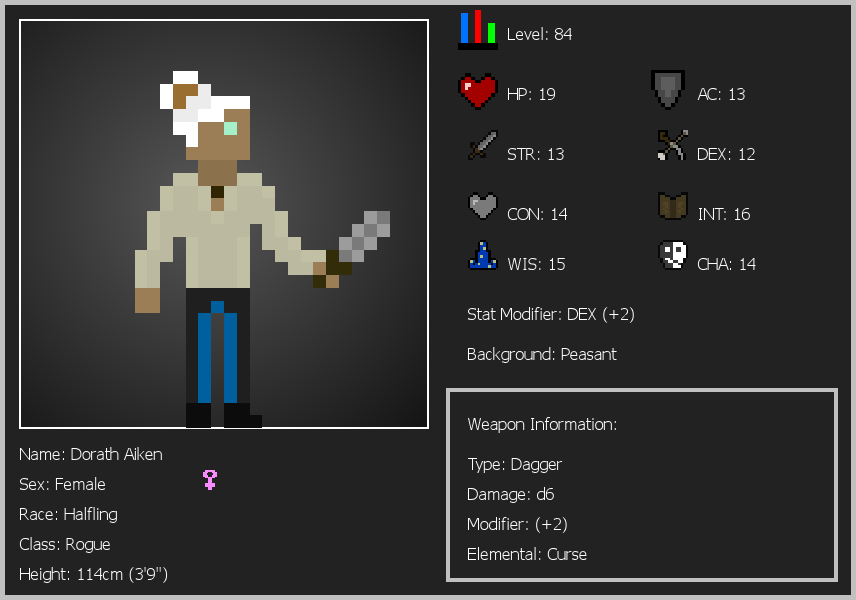 Level: 84
HP: 19
AC: 13
STR: 13
DEX: 12
CON: 14
INT: 16
WIS: 15
CHA: 14
Stat Modifier: DEX (+2)
Background: Peasant
Weapon Information:
Type: Dagger
Damage: d6
Modifier: (+2)
Elemental: Curse
Name: Dorath Aiken
Sex: Female
Race: Halfling
Class: Rogue
Height: 114cm (3'9")